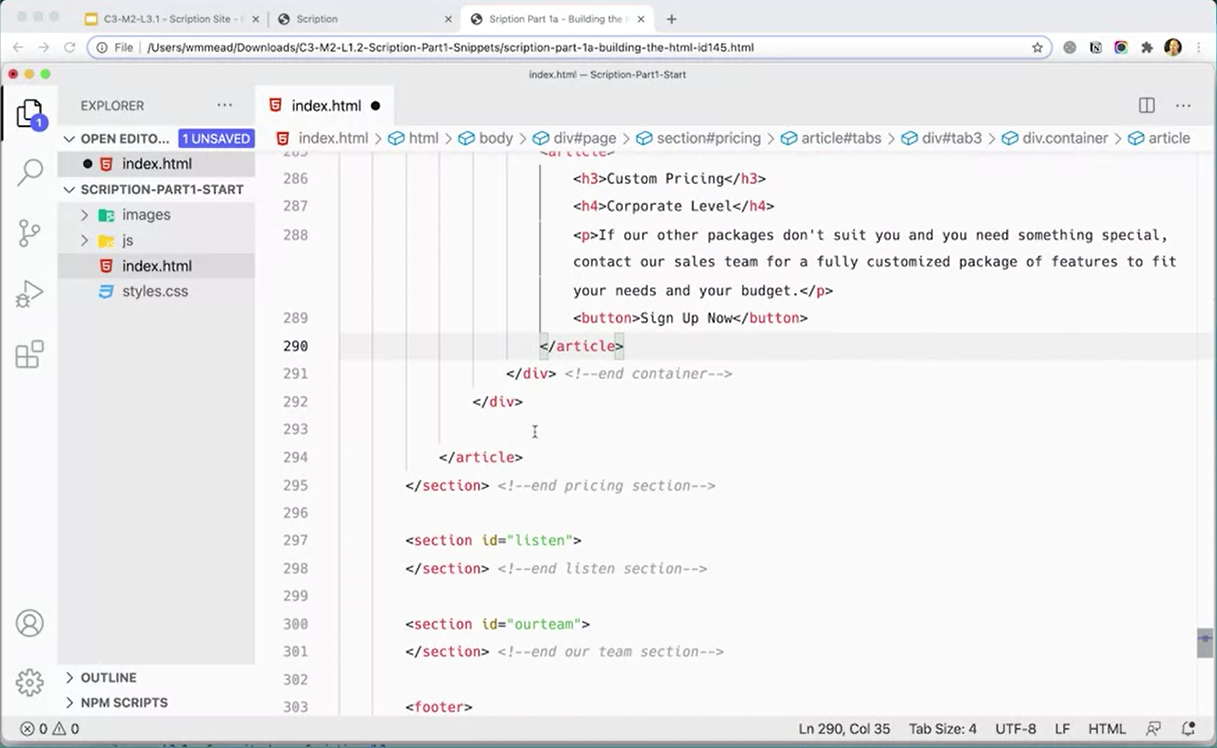 C3-M2-L3.1 - Scription Site -
Scription
Sription Part 1a - Building the
File
/Users/wmmead/Downloads/C3-M2-L1.2-Scription-Part1-Snippets/scription-part-1a-building-the-html-id145.html
index.html — Scription-Part1-Start
EXPLORER
index.html
OPEN EDITO... 1 UNSAVED
index.html > html > body > div#page > section#pricing > article#tabs > div#tab3 > div.container > article
index.html
SCRIPTION-PART1-START
images
js
index.html
styles.css
1
285 <article>
286 <h3>Custom Pricing</h3>
287 <h4>Corporate Level</h4>
288 <p>If our other packages don't suit you and you need something special,
contact our sales team for a fully customized package of features to fit
your needs and your budget.</p>
289 <button>Sign Up Now</button>
290 </article>
291 </div> <!--end container-->
292 </div>
293
294 </article>
295 </section> <!--end pricing section-->
296
297 <section id="listen">
298 </section> <!--end listen section-->
299
300 <section id="ourteam">
301 </section> <!--end our team section-->
302
303 <footer>
OUTLINE
NPM SCRIPTS
0 0
Ln 290, Col 35 Tab Size: 4 UTF-8 LF HTML